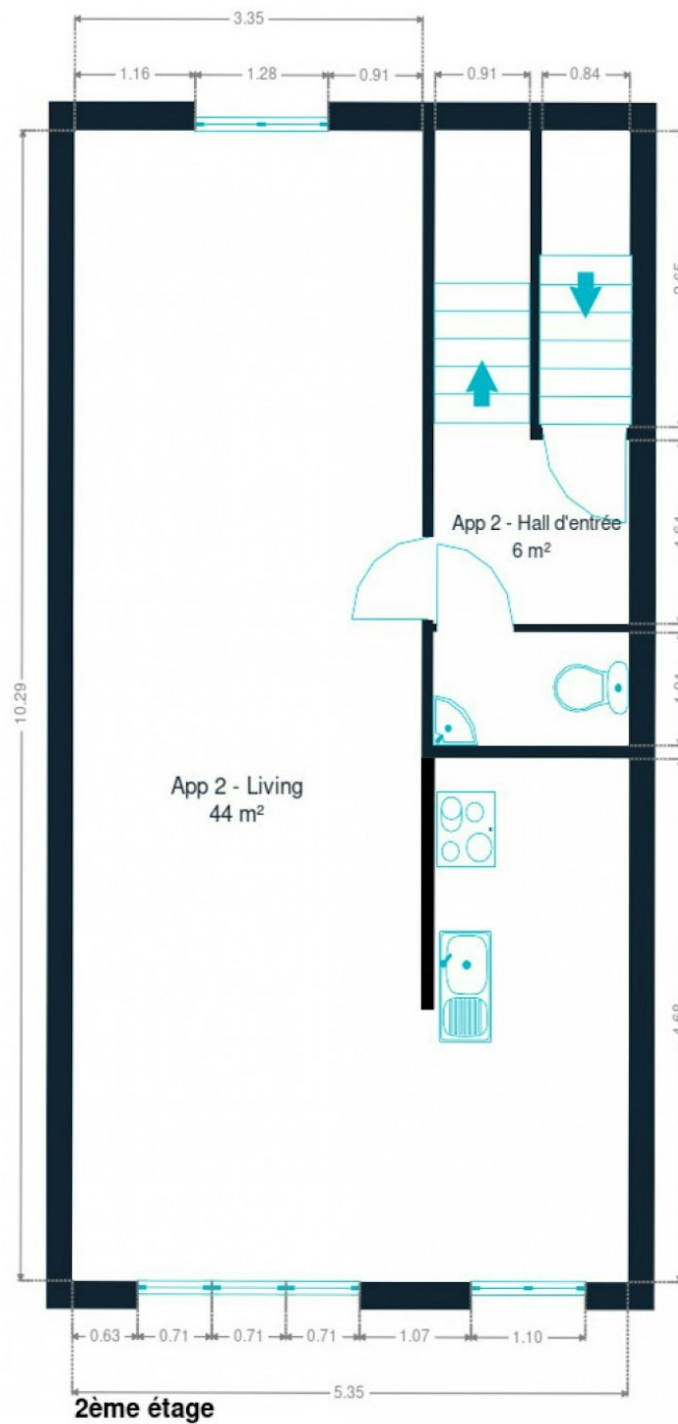 3.35
1.16 1.28 0.91 0.91 0.84
10.29
App 2 - Hall d'entrée
6 m²
App 2 - Living
44 m²
0.63 0.71 0.71 0.71 1.07 1.10
5.35
2ème étage